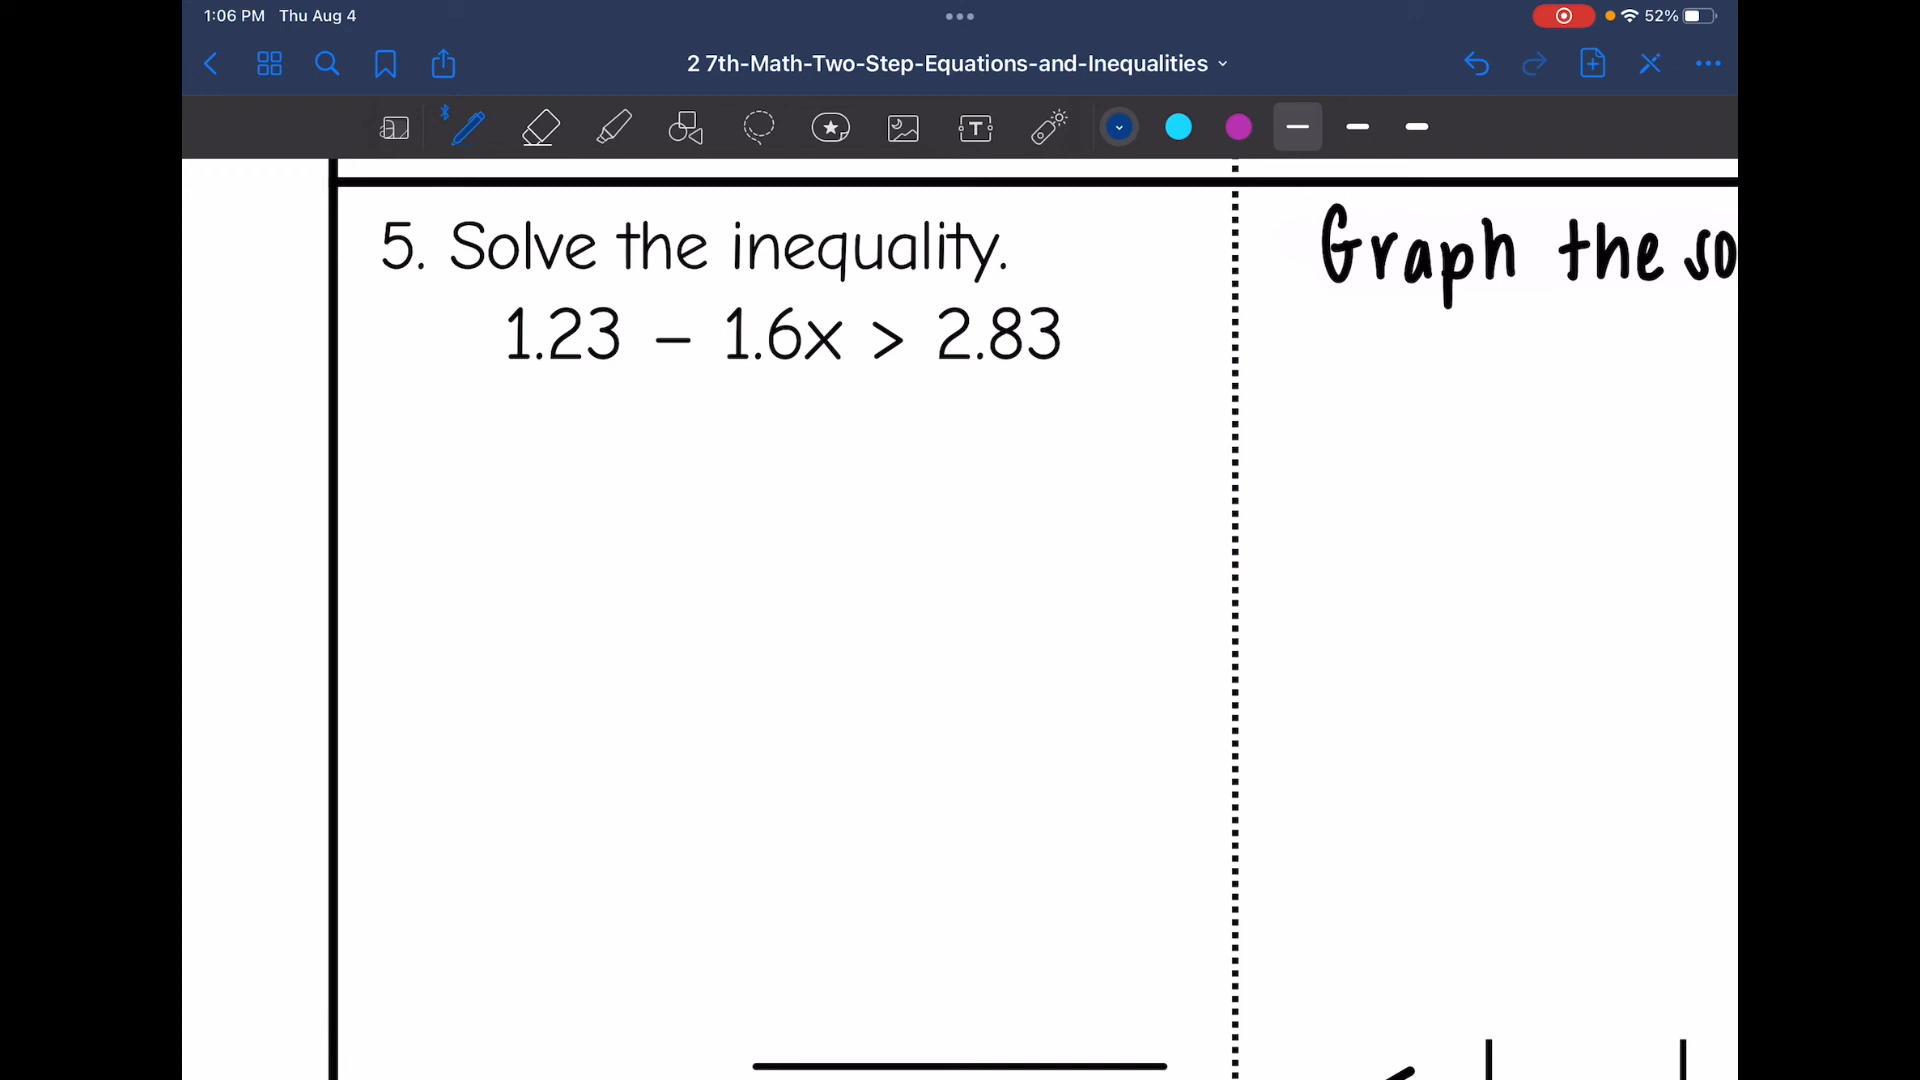 1:06 PM Thu Aug 4
52%
2 7th-Math-Two-Step-Equations-and-Inequalities
5. Solve the inequality.
1.23 – 1.6x > 2.83
Graph the so